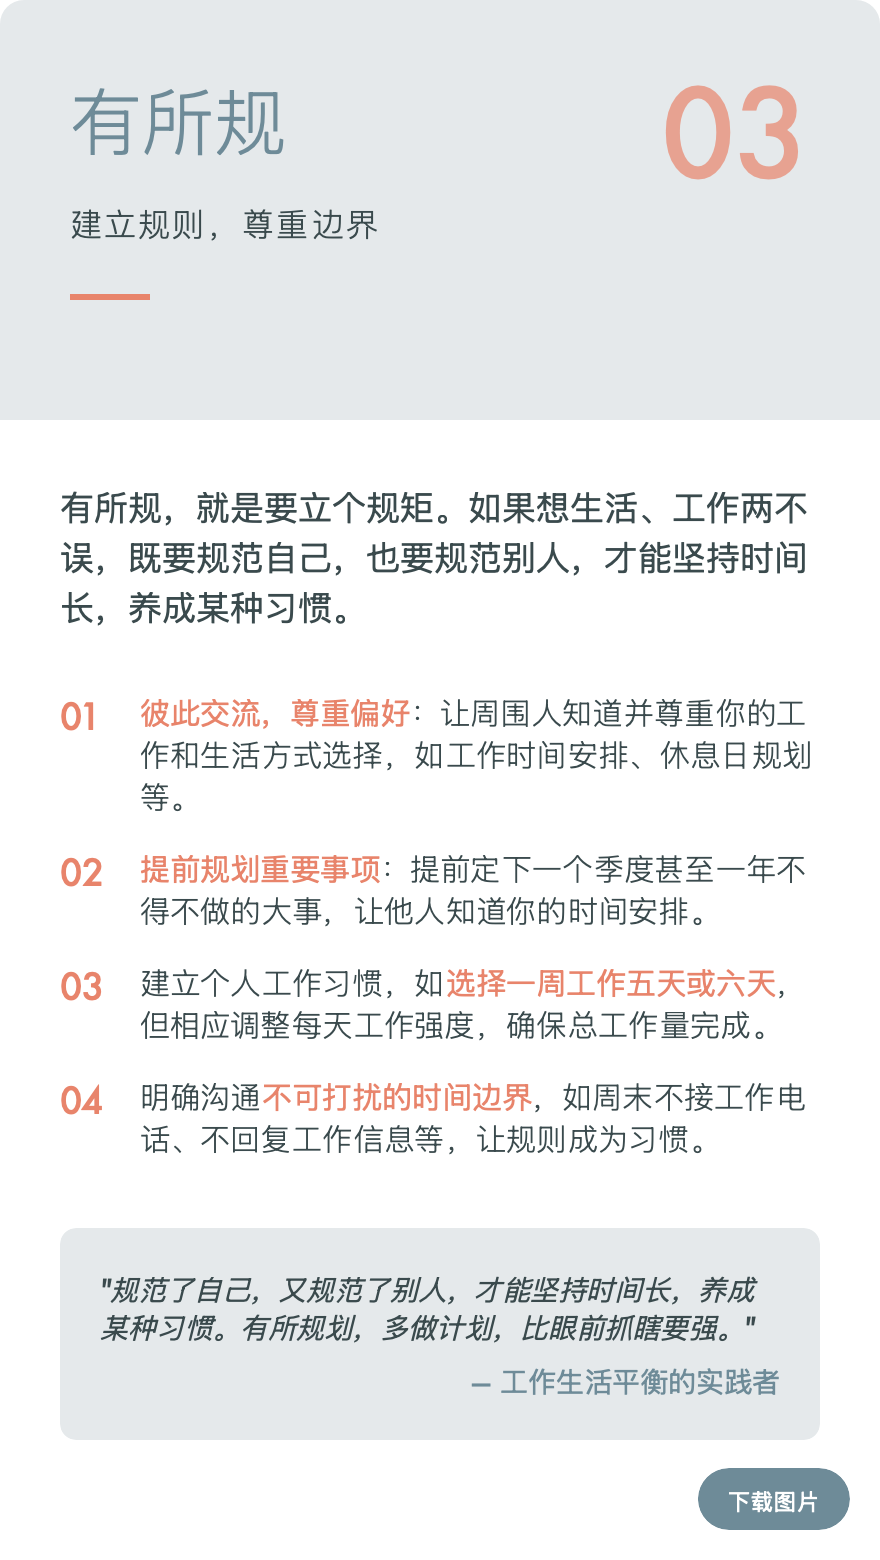 有所规
03
建立规则，尊重边界
有所规，就是要立个规矩。如果想生活、工作两不
误，既要规范自己，也要规范别人，才能坚持时间
长，养成某种习惯。
01
彼此交流，尊重偏好：让周围人知道并尊重你的工
作和生活方式选择，如工作时间安排、休息日规划
等。
02
提前规划重要事项：提前定下一个季度甚至一年不
得不做的大事，让他人知道你的时间安排。
03
建立个人工作习惯，如选择一周工作五天或六天，
但相应调整每天工作强度，确保总工作量完成。
04
明确沟通不可打扰的时间边界，如周末不接工作电
话、不回复工作信息等，让规则成为习惯。
"规范了自己，又规范了别人，才能坚持时间长，养成
某种习惯。有所规划，多做计划，比眼前抓瞎要强。"
– 工作生活平衡的实践者
下载图片